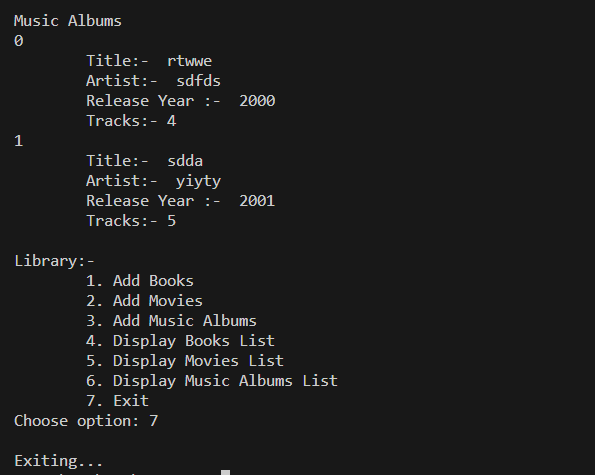 Music Albums
0
Title:-  rtwwe
Artist:-  sdfds
Release Year :-  2000
Tracks:- 4
1
Title:-  sdda
Artist:-  yiyty
Release Year :-  2001
Tracks:- 5
Library:-
1. Add Books
2. Add Movies
3. Add Music Albums
4. Display Books List
5. Display Movies List
6. Display Music Albums List
7. Exit
Choose option: 7
Exiting...